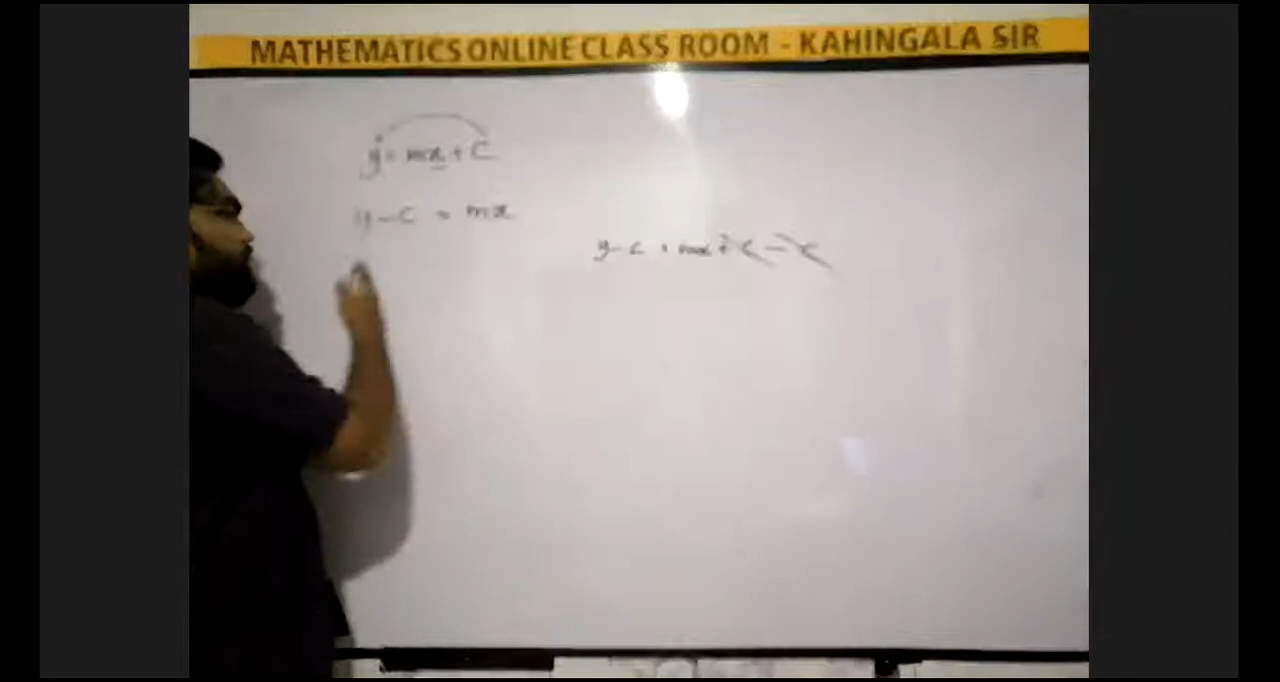 MATHEMATICS ONLINE CLASS ROOM - KAHINGALA SIR
y = mx + c
y - c = mx
y - c = mx + c - c